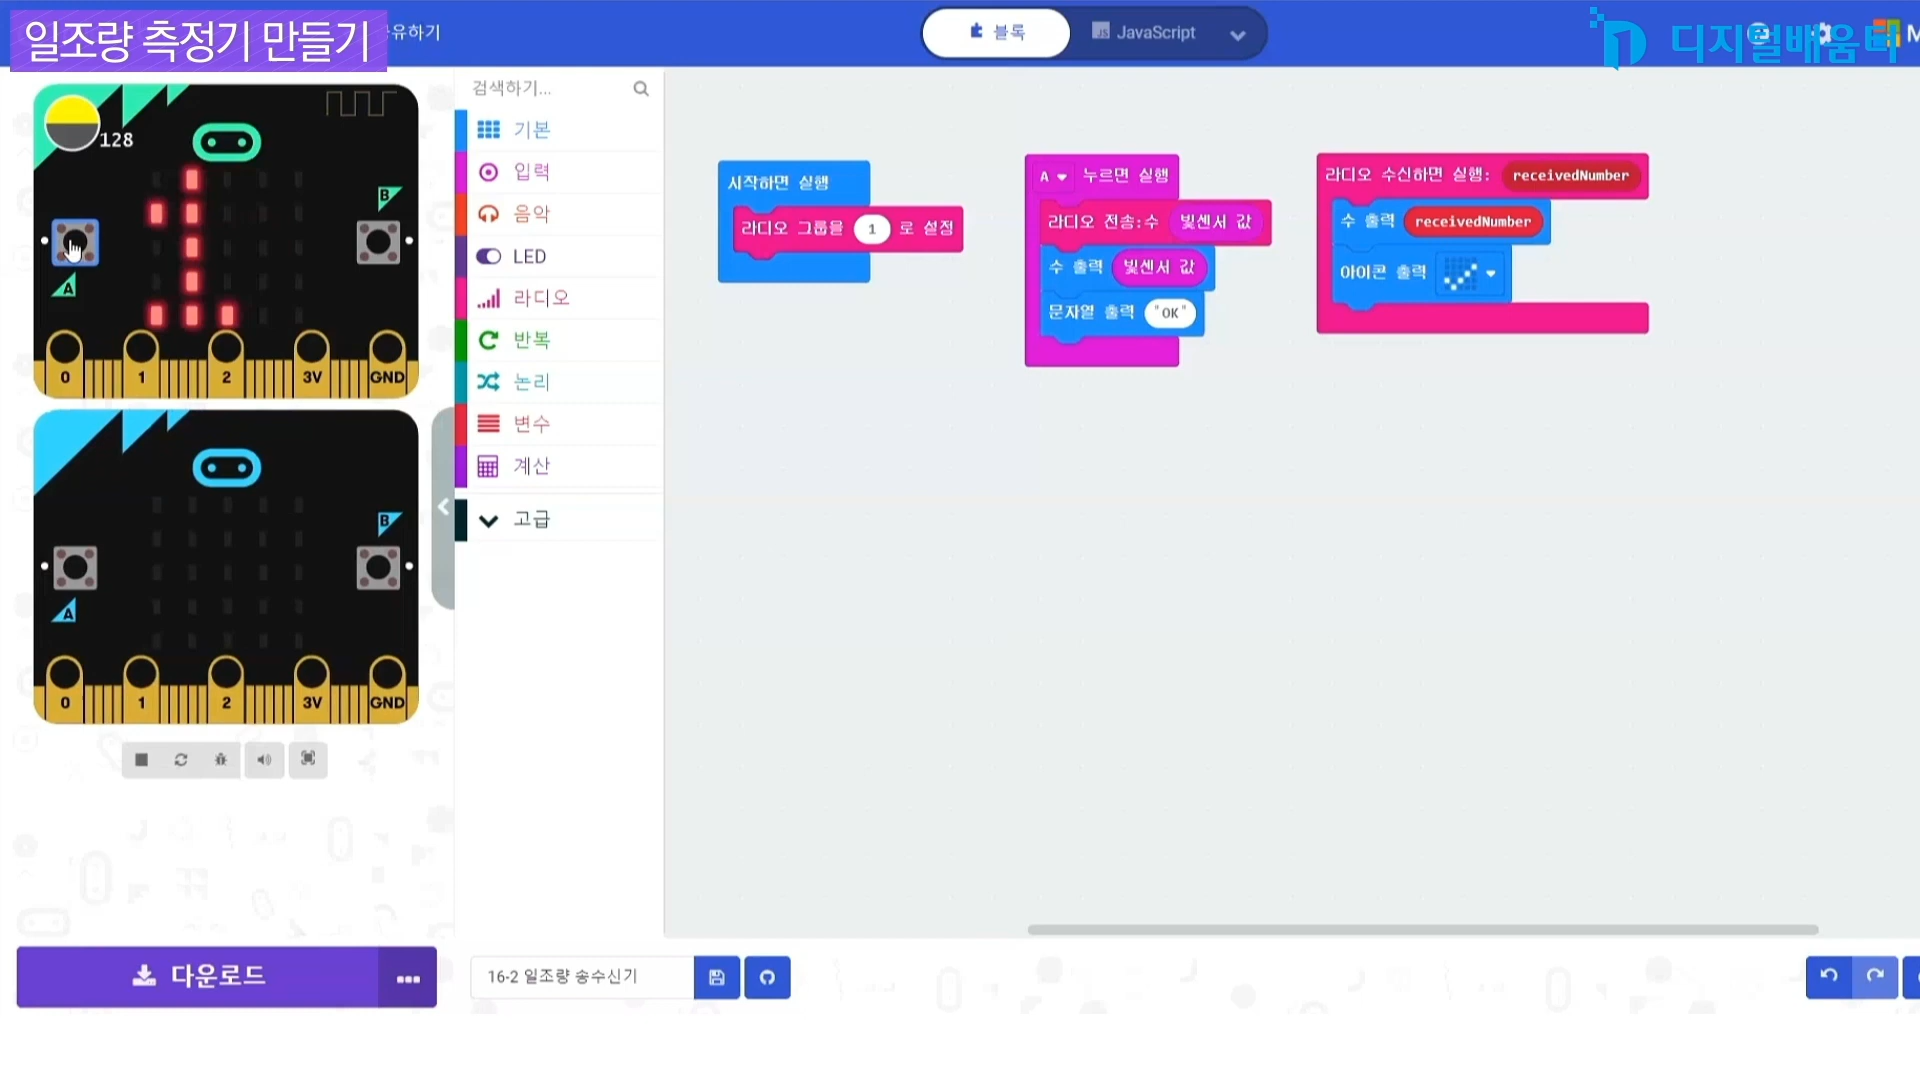 일조량 측정기 만들기
유하기
블록
JavaScript
디지털배움터
M
128
B
A
0 1 2 3V GND
B
A
0 1 2 3V GND
검색하기...
기본
입력
음악
LED
라디오
반복
논리
변수
계산
고급
시작하면 실행
라디오 그룹을 1 로 설정
A 누르면 실행
라디오 전송:수 빛센서 값
수 출력 빛센서 값
문자열 출력 "OK"
라디오 수신하면 실행: receivedNumber
수 출력 receivedNumber
아이콘 출력
다운로드
16-2 일조량 송수신기